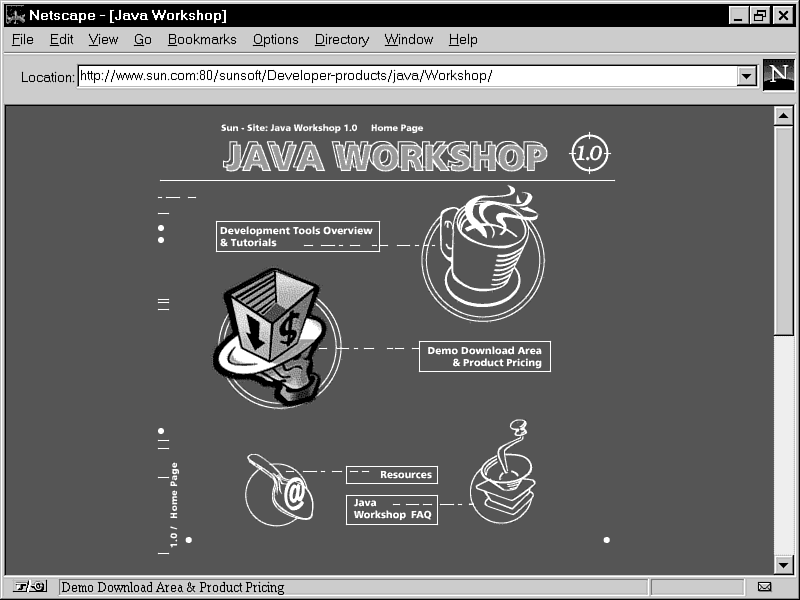 Netscape - [Java Workshop]
File Edit View Go Bookmarks Options Directory Window Help
Location: http://www.sun.com:80/sunsoft/Developer-products/java/Workshop/
N
Sun - Site: Java Workshop 1.0 Home Page
JAVA WORKSHOP 1.0
Development Tools Overview
& Tutorials
$
Demo Download Area
& Product Pricing
@
Resources
Java
Workshop FAQ
1.0 / Home Page
Demo Download Area & Product Pricing